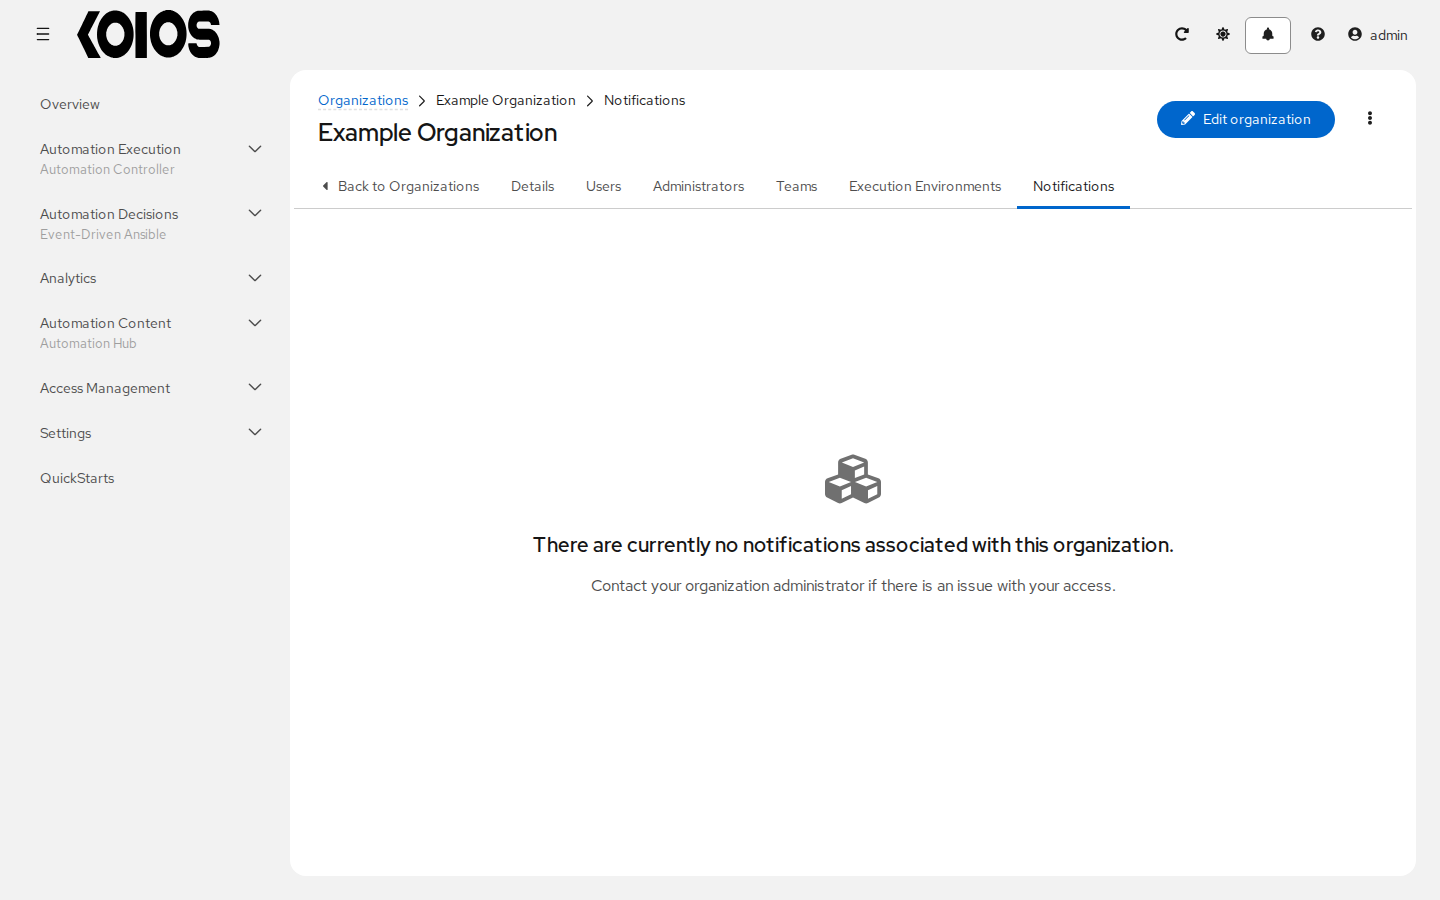 KOIOS
admin
Overview
Automation Execution
Automation Controller
Automation Decisions
Event-Driven Ansible
Analytics
Automation Content
Automation Hub
Access Management
Settings
QuickStarts
Organizations > Example Organization > Notifications
Example Organization
Edit organization
Back to Organizations Details Users Administrators Teams Execution Environments Notifications
There are currently no notifications associated with this organization.
Contact your organization administrator if there is an issue with your access.